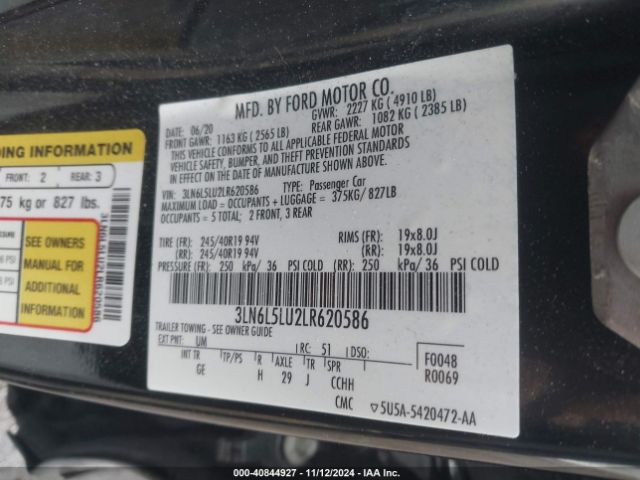 MFD. BY FORD MOTOR CO.
DATE: 06/20 GVWR: 2227 KG ( 4910 LB)
FRONT GAWR: 1163 KG ( 2565 LB) REAR GAWR: 1082 KG ( 2385 LB)
THIS VEHICLE CONFORMS TO ALL APPLICABLE FEDERAL MOTOR
VEHICLE SAFETY, BUMPER, AND THEFT PREVENTION STANDARDS
IN EFFECT ON THE DATE OF MANUFACTURE SHOWN ABOVE.
VIN: 3LN6L5LU2LR620586 TYPE: Passenger Car
MAXIMUM LOAD = OCCUPANTS + LUGGAGE = 375KG/ 827LB
OCCUPANTS = 5 TOTAL: 2 FRONT, 3 REAR
TIRE (FR): 245/40R19 94V RIMS (FR): 19x8.0J
(RR): 245/40R19 94V (RR): 19x8.0J
PRESSURE (FR): 250 kPa/ 36 PSI COLD (RR): 250 kPa/ 36 PSI COLD
3LN6L5LU2LR620586
TRAILER TOWING - SEE OWNER GUIDE
EXT PNT: UM RC: 51 DSO: F0048
INT TR TP/PS R AXLE TR SPR R0069
GE H 29 J CCHH
CMC 5U5A-5420472-AA
DING INFORMATION
FRONT: 2 REAR: 3
75 kg or 827 lbs.
SSURE
PSI
PSI
SEE OWNERS
MANUAL FOR
ADDITIONAL
INFORMATION
3LN6L5LU2LR620586
000-40844927 - 11/12/2024 - IAA Inc.